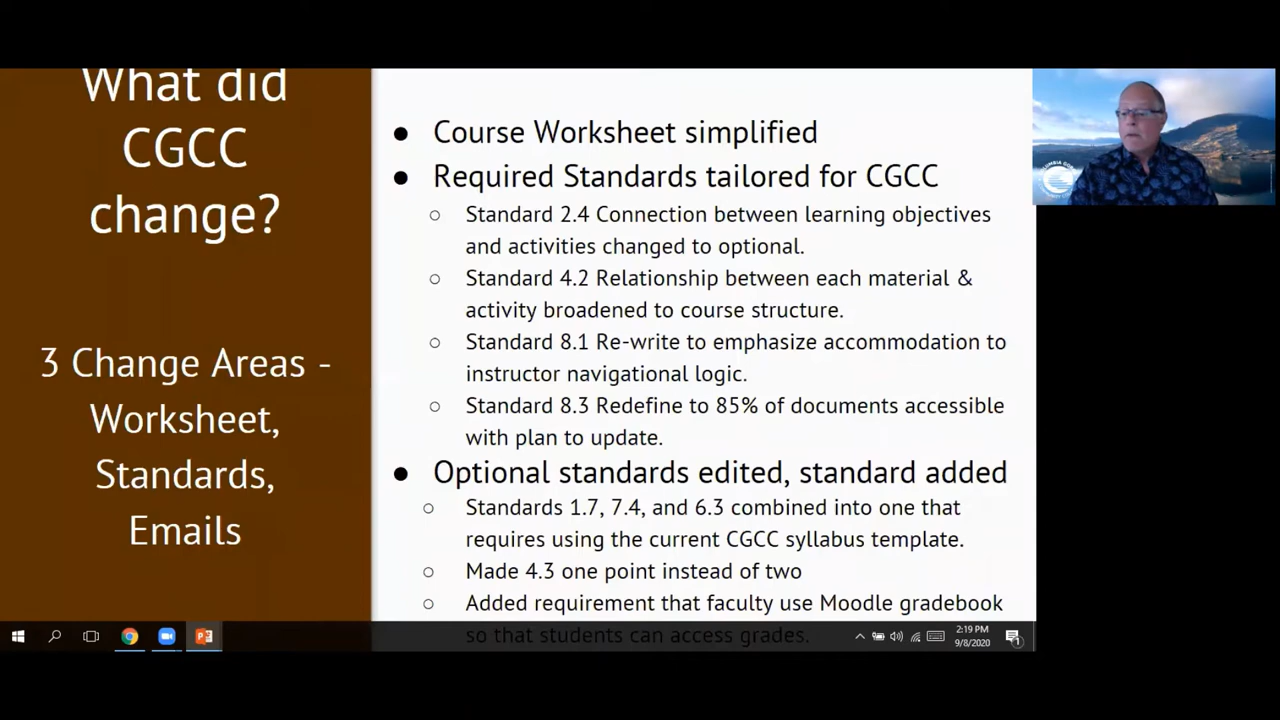 What did
CGCC
change?
3 Change Areas -
Worksheet,
Standards,
Emails
● Course Worksheet simplified
● Required Standards tailored for CGCC
○ Standard 2.4 Connection between learning objectives
and activities changed to optional.
○ Standard 4.2 Relationship between each material &
activity broadened to course structure.
○ Standard 8.1 Re-write to emphasize accommodation to
instructor navigational logic.
○ Standard 8.3 Redefine to 85% of documents accessible
with plan to update.
● Optional standards edited, standard added
○ Standards 1.7, 7.4, and 6.3 combined into one that
requires using the current CGCC syllabus template.
○ Made 4.3 one point instead of two
○ Added requirement that faculty use Moodle gradebook
so that students can access grades.
2:19 PM
9/8/2020